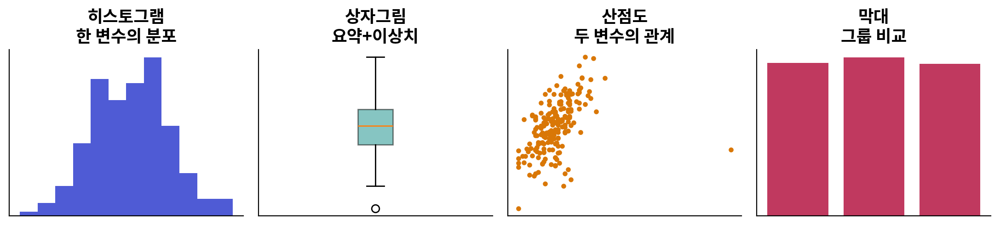 히스토그램
한 변수의 분포
상자그림
요약+이상치
산점도
두 변수의 관계
막대
그룹 비교